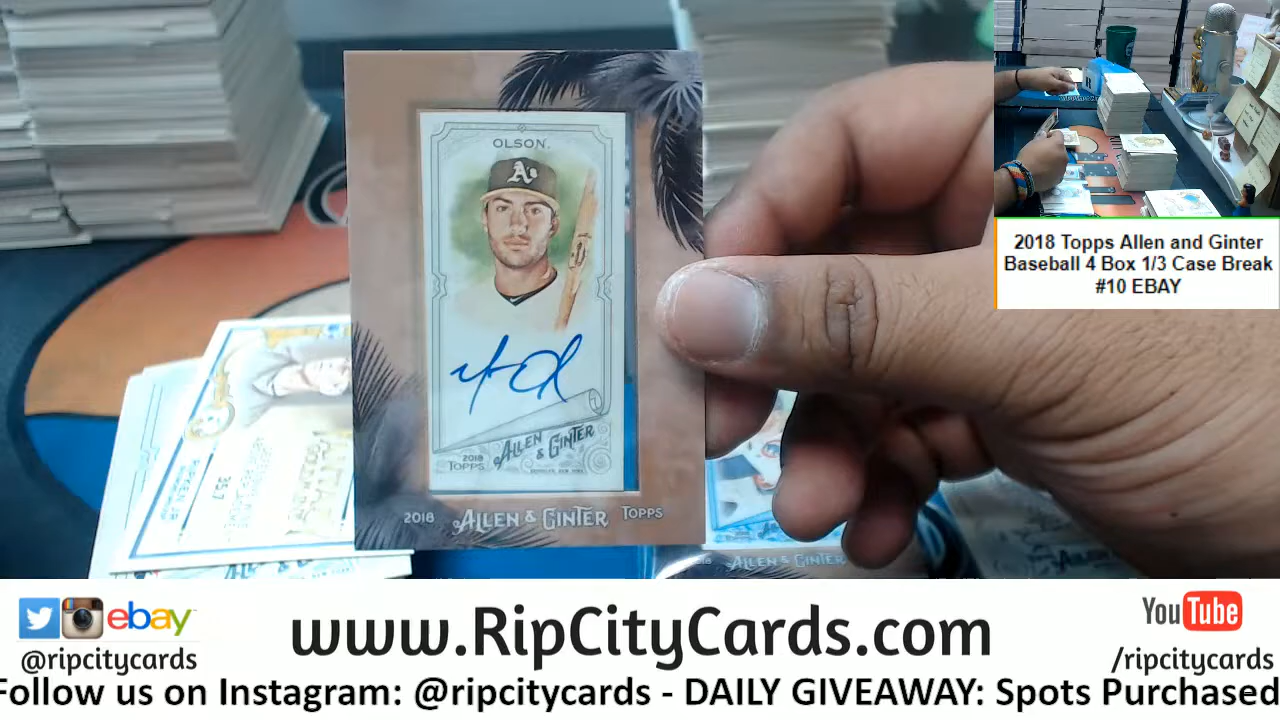 OLSON.
A's
2018
TOPPS
ALLEN
& GINTER
2018 ALLEN & GINTER TOPPS
ALLEN & GINTER
2018 Topps Allen and Ginter
Baseball 4 Box 1/3 Case Break
#10 EBAY
ebay
@ripcitycards
www.RipCityCards.com
YouTube
/ripcitycards
Follow us on Instagram: @ripcitycards - DAILY GIVEAWAY: Spots Purchased